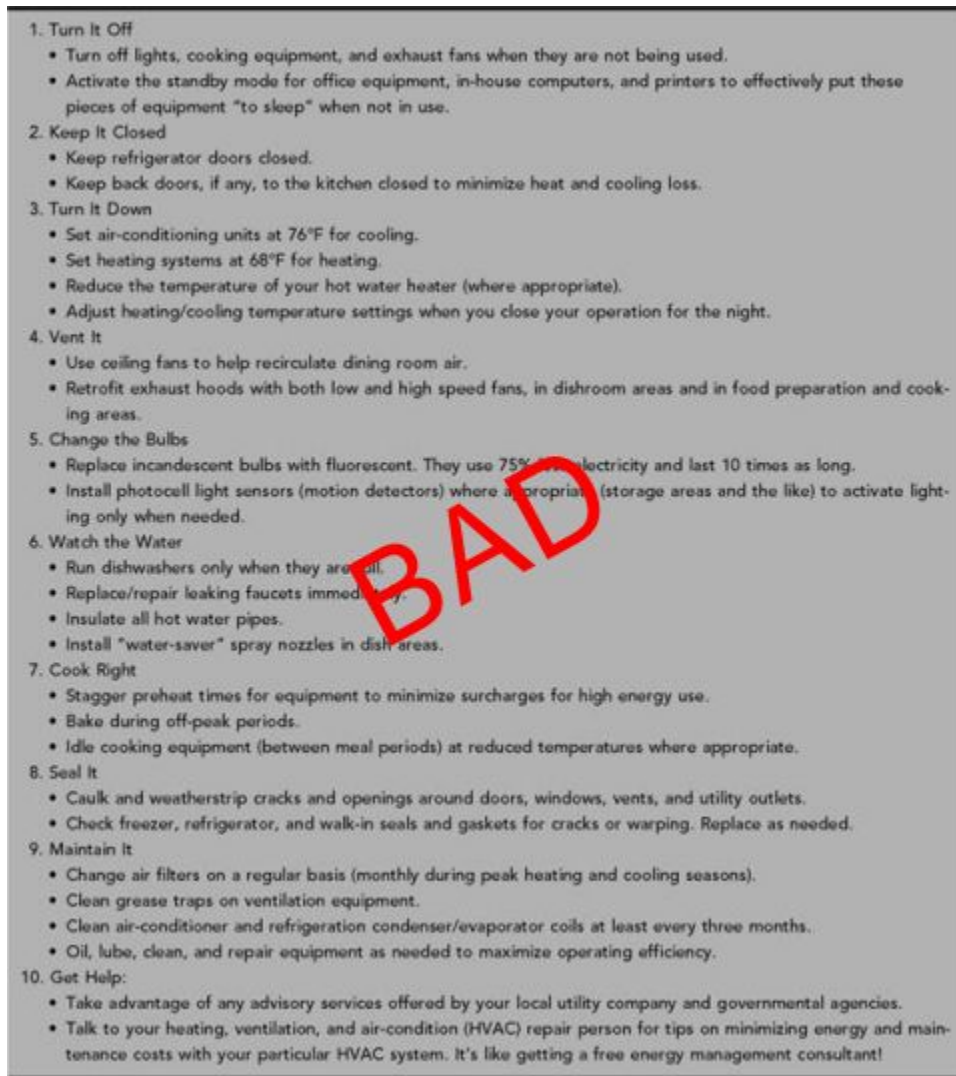 1. Turn It Off
• Turn off lights, cooking equipment, and exhaust fans when they are not being used.
• Activate the standby mode for office equipment, in-house computers, and printers to effectively put these
pieces of equipment "to sleep" when not in use.
2. Keep It Closed
• Keep refrigerator doors closed.
• Keep back doors, if any, to the kitchen closed to minimize heat and cooling loss.
3. Turn It Down
• Set air-conditioning units at 76°F for cooling.
• Set heating systems at 68°F for heating.
• Reduce the temperature of your hot water heater (where appropriate).
• Adjust heating/cooling temperature settings when you close your operation for the night.
4. Vent It
• Use ceiling fans to help recirculate dining room air.
• Retrofit exhaust hoods with both low and high speed fans, in dishroom areas and in food preparation and cook-
ing areas.
5. Change the Bulbs
• Replace incandescent bulbs with fluorescent. They use 75% electricity and last 10 times as long.
• Install photocell light sensors (motion detectors) where appropriate (storage areas and the like) to activate light-
ing only when needed.
6. Watch the Water
• Run dishwashers only when they are full.
• Replace/repair leaking faucets immediately.
• Insulate all hot water pipes.
• Install "water-saver" spray nozzles in dish areas.
BAD
7. Cook Right
• Stagger preheat times for equipment to minimize surcharges for high energy use.
• Bake during off-peak periods.
• Idle cooking equipment (between meal periods) at reduced temperatures where appropriate.
8. Seal It
• Caulk and weatherstrip cracks and openings around doors, windows, vents, and utility outlets.
• Check freezer, refrigerator, and walk-in seals and gaskets for cracks or warping. Replace as needed.
9. Maintain It
• Change air filters on a regular basis (monthly during peak heating and cooling seasons).
• Clean grease traps on ventilation equipment.
• Clean air-conditioner and refrigeration condenser/evaporator coils at least every three months.
• Oil, lube, clean, and repair equipment as needed to maximize operating efficiency.
10. Get Help:
• Take advantage of any advisory services offered by your local utility company and governmental agencies.
• Talk to your heating, ventilation, and air-condition (HVAC) repair person for tips on minimizing energy and main-
tenance costs with your particular HVAC system. It's like getting a free energy management consultant!